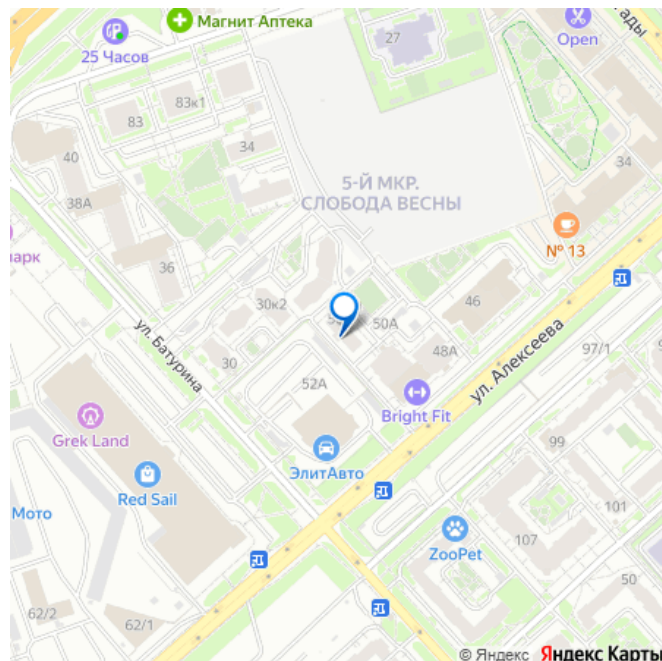 Магнит Аптека
25 Часов
27
Open
ады
83к1
83
34
40
38А
5-Й МКР.
СЛОБОДА ВЕСНЫ
34
№ 13
парк
36
30к2
50А
46
ул. Батурина
30
48А
ул. Алексеева
97/1
9
52А
Bright Fit
Grek Land
ЭлитАвто
99
Red Sail
101
Мото
ZooPet
107
50
62/2
62/1
© Яндекс Яндекс Карты